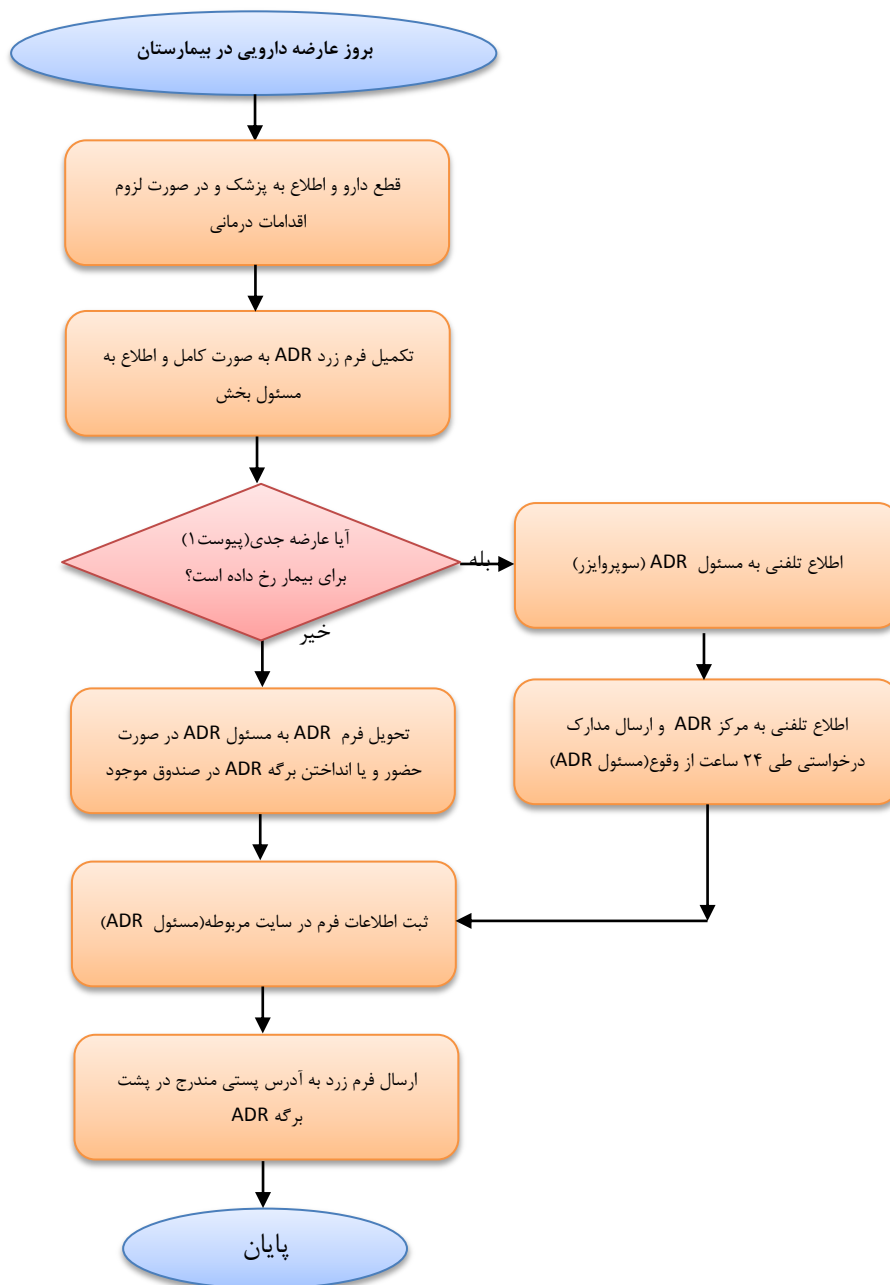 بروز عارضه دارویی در بیمارستان
قطع دارو و اطلاع به پزشک و در صورت لزوم
اقدامات درمانی
تکمیل فرم زرد ADR به صورت کامل و اطلاع به
مسئول بخش
آیا عارضه جدی(پیوست۱)
برای بیمار رخ داده است؟
بله
اطلاع تلفنی به مسئول ADR (سوپروایزر)
اطلاع تلفنی به مرکز ADR و ارسال مدارک
درخواستی طی ۲۴ ساعت از وقوع(مسئول ADR)
خیر
تحویل فرم ADR به مسئول ADR در صورت
حضور و یا انداختن برگه ADR در صندوق موجود
ثبت اطلاعات فرم در سایت مربوطه(مسئول ADR)
ارسال فرم زرد به آدرس پستی مندرج در پشت
برگه ADR
پایان